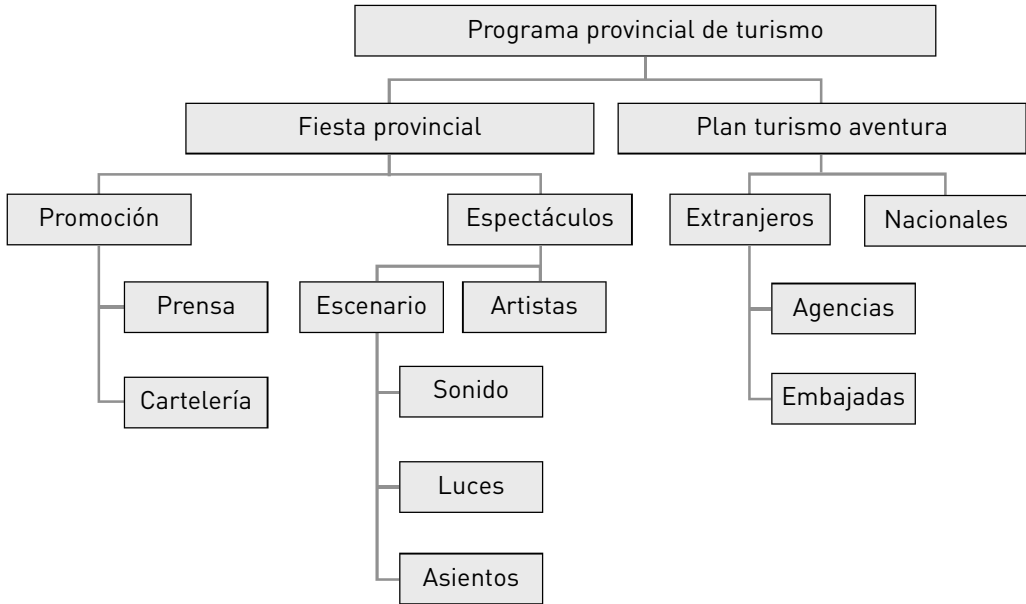 Programa provincial de turismo
Fiesta provincial
Plan turismo aventura
Promoción
Espectáculos
Extranjeros
Nacionales
Prensa
Escenario
Artistas
Agencias
Cartelería
Sonido
Embajadas
Luces
Asientos